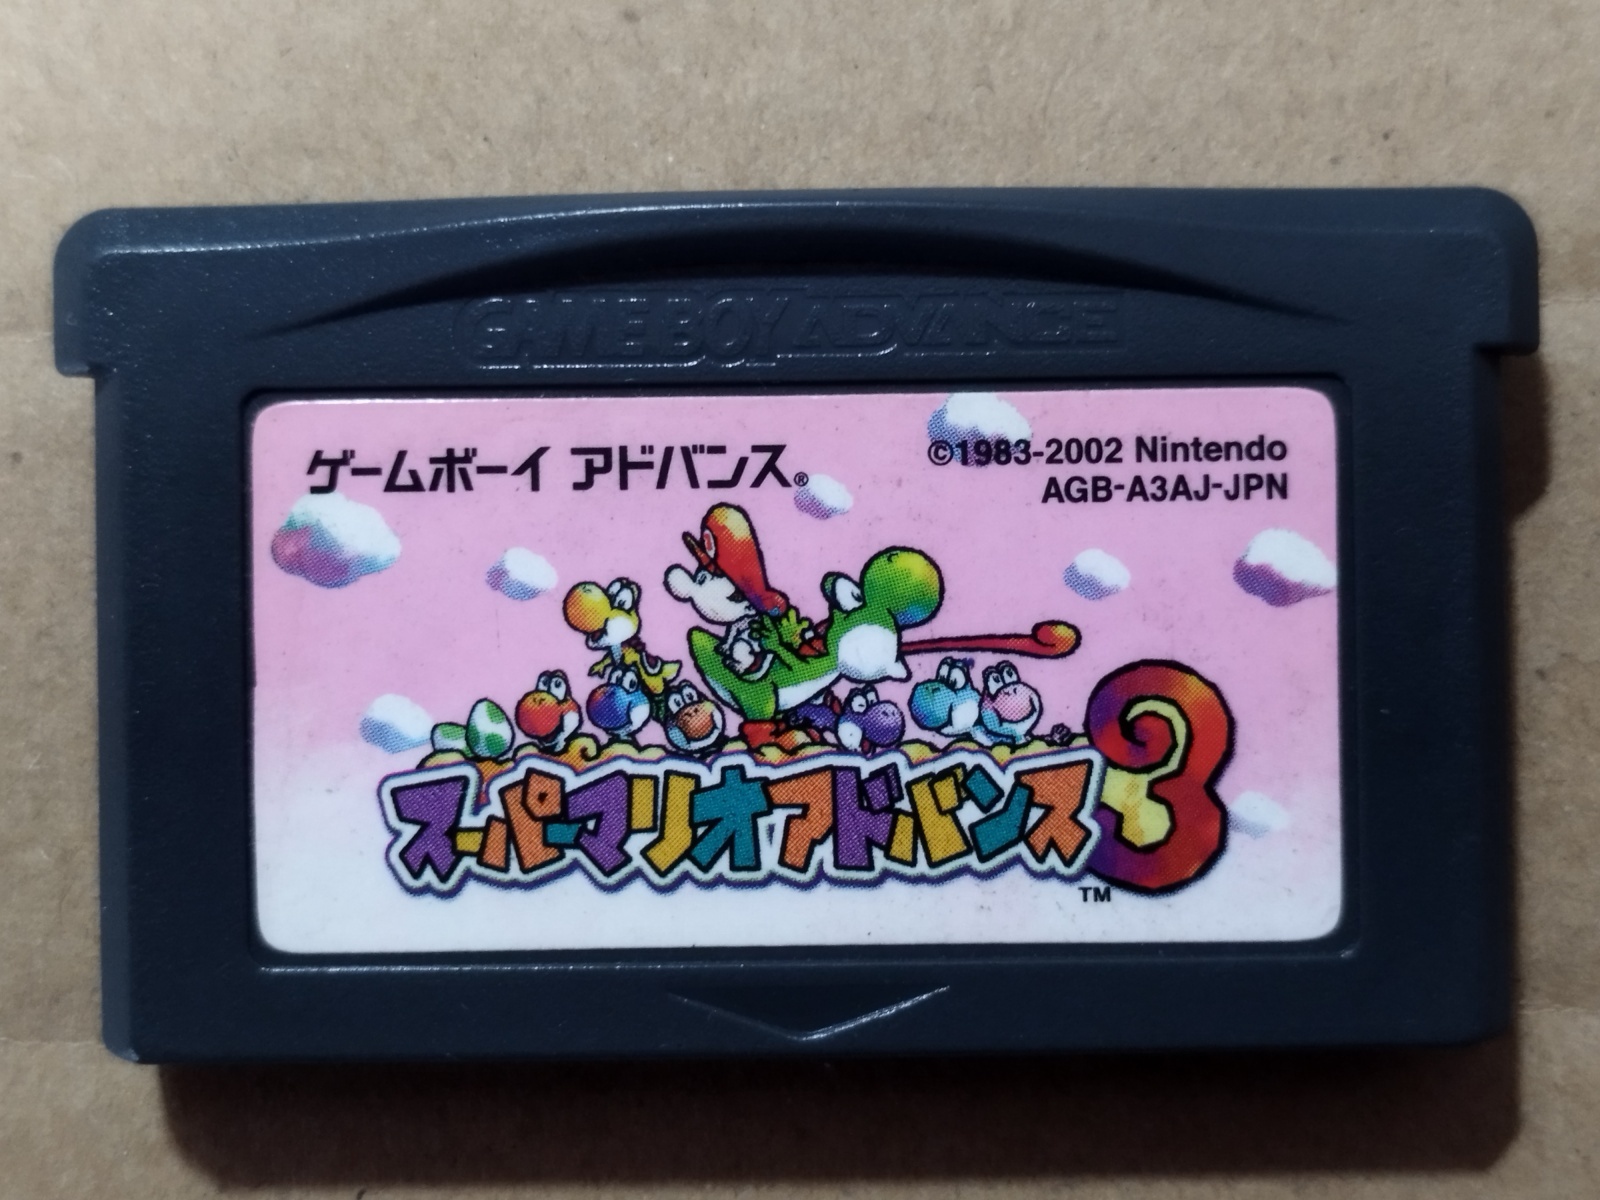 GAME BOY ADVANCE
ゲームボーイ アドバンス®
©1983-2002 Nintendo
AGB-A3AJ-JPN
スーパーマリオアドバンス3
TM